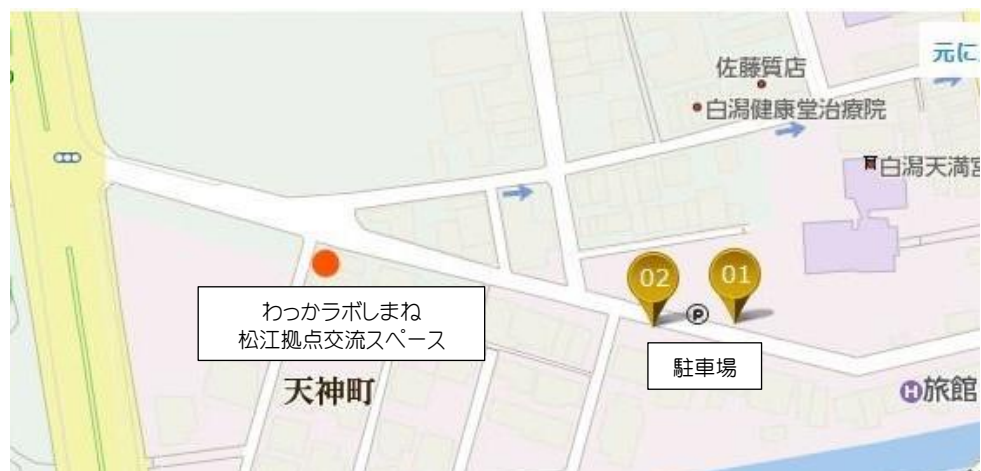 元に
佐藤質店
白潟健康堂治療院
白潟天満宮
02
01
P
わっかラボしまね
松江拠点交流スペース
駐車場
天神町
H旅館